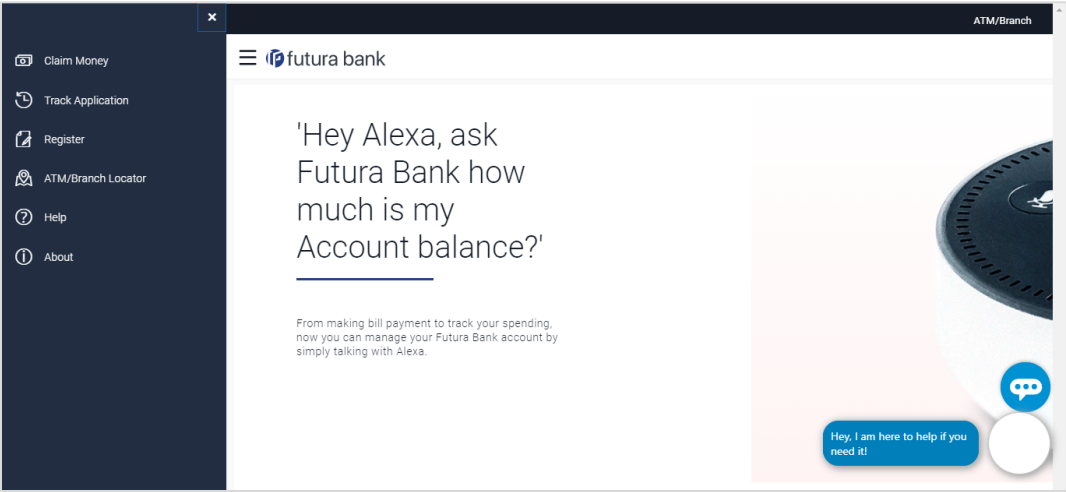 ATM/Branch
Claim Money
Track Application
Register
ATM/Branch Locator
Help
About
futura bank
'Hey Alexa, ask
Futura Bank how
much is my
Account balance?'
From making bill payment to track your spending,
now you can manage your Futura Bank account by
simply talking with Alexa.
Hey, I am here to help if you
need it!